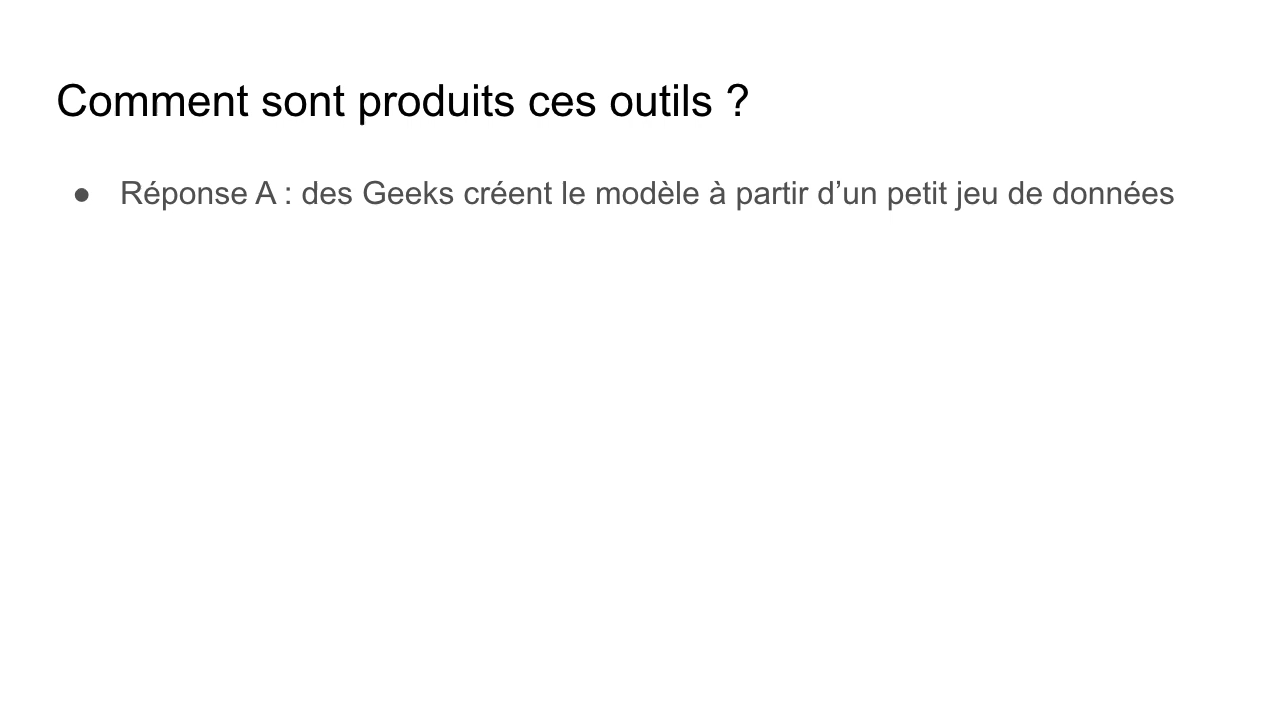 Comment sont produits ces outils ?
● Réponse A : des Geeks créent le modèle à partir d’un petit jeu de données